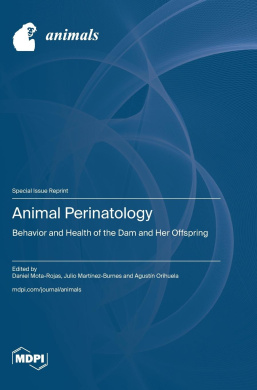 animals
Special Issue Reprint
Animal Perinatology
Behavior and Health of the Dam and Her Offspring
Edited by
Daniel Mota-Rojas, Julio Martínez-Burnes and Agustín Orihuela
mdpi.com/journal/animals
MDPI